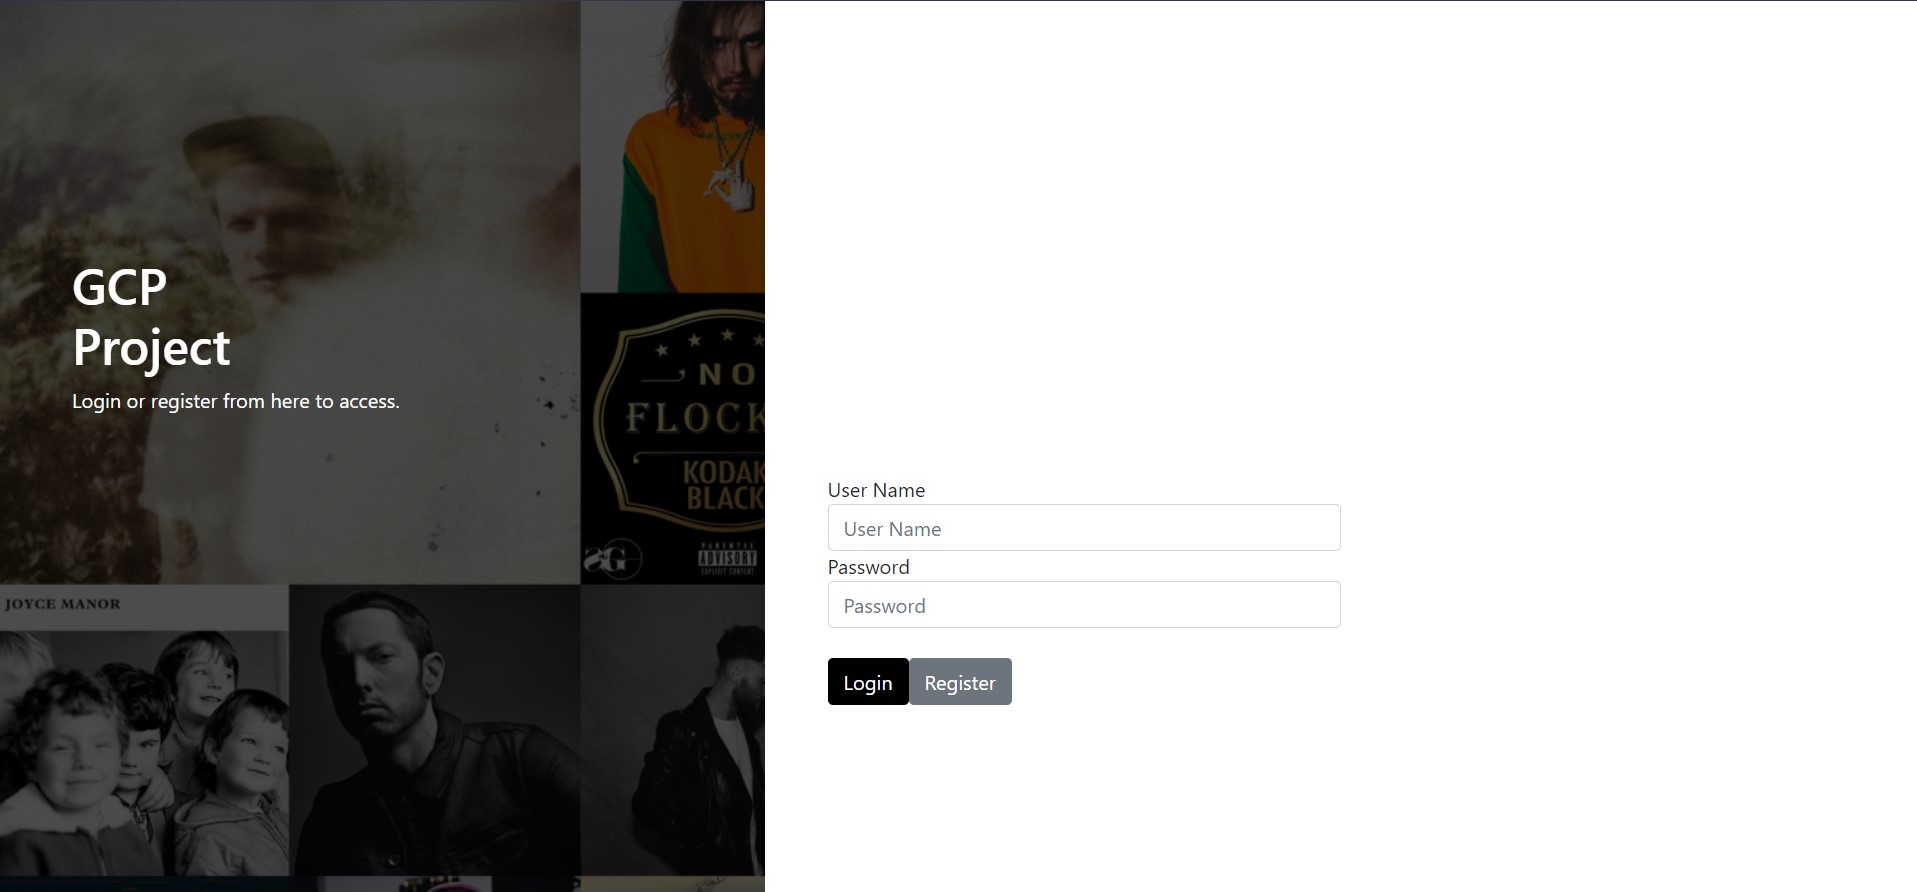 GCP
Project
Login or register from here to access.
NO
FLOCK
KODAK
BLACK
SG
PARENTAL
ADVISORY
EXPLICIT CONTENT
JOYCE MANOR
User Name
User Name
Password
Password
Login
Register